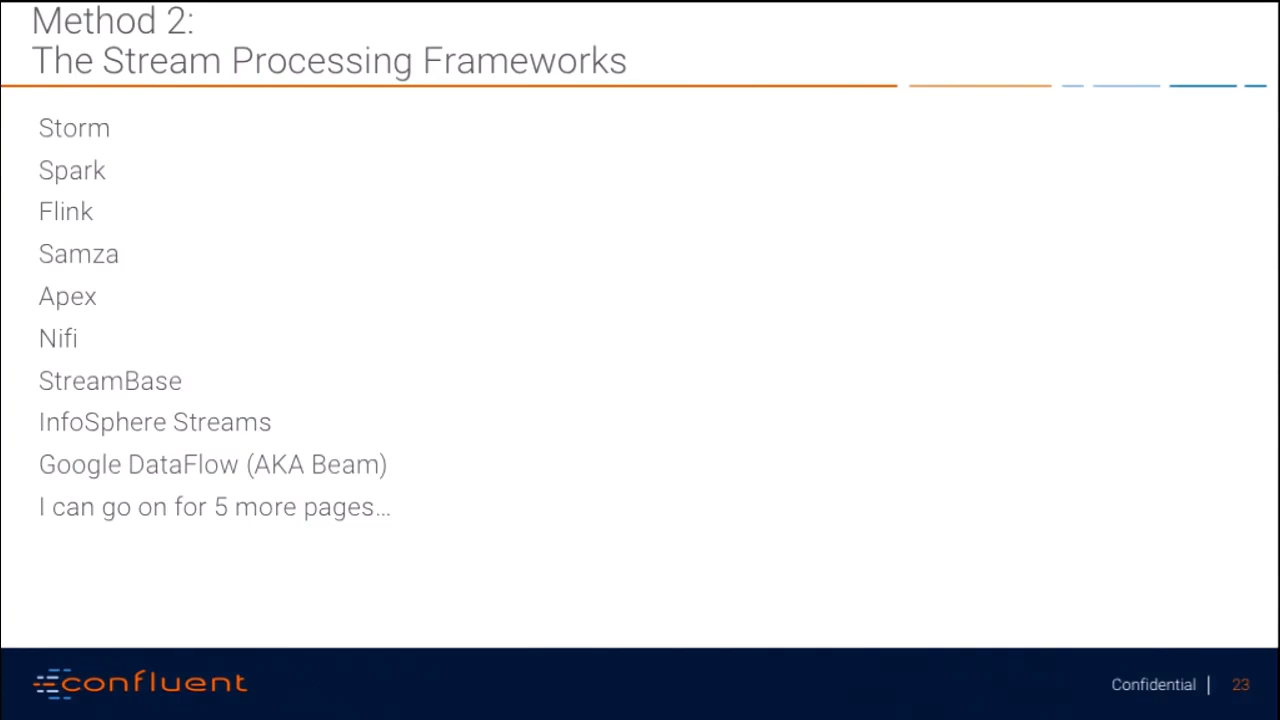 Method 2:
The Stream Processing Frameworks
Storm
Spark
Flink
Samza
Apex
Nifi
StreamBase
InfoSphere Streams
Google DataFlow (AKA Beam)
I can go on for 5 more pages...
confluent
Confidential | 23